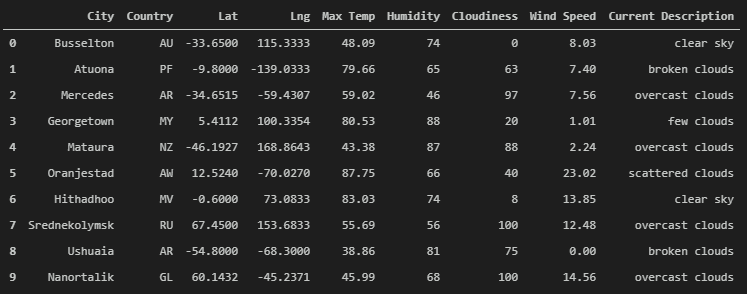 City Country Lat Lng Max Temp Humidity Cloudiness Wind Speed Current Description
0 Busselton AU -33.6500 115.3333 48.09 74 0 8.03 clear sky
1 Atuona PF -9.8000 -139.0333 79.66 65 63 7.40 broken clouds
2 Mercedes AR -34.6515 -59.4307 59.02 46 97 7.56 overcast clouds
3 Georgetown MY 5.4112 100.3354 80.53 88 20 1.01 few clouds
4 Mataura NZ -46.1927 168.8643 43.38 87 88 2.24 overcast clouds
5 Oranjestad AW 12.5240 -70.0270 87.75 66 40 23.02 scattered clouds
6 Hithadhoo MV -0.6000 73.0833 83.03 74 8 13.85 clear sky
7 Srednekolymsk RU 67.4500 153.6833 55.69 56 100 12.48 overcast clouds
8 Ushuaia AR -54.8000 -68.3000 38.86 81 75 0.00 broken clouds
9 Nanortalik GL 60.1432 -45.2371 45.99 68 100 14.56 overcast clouds